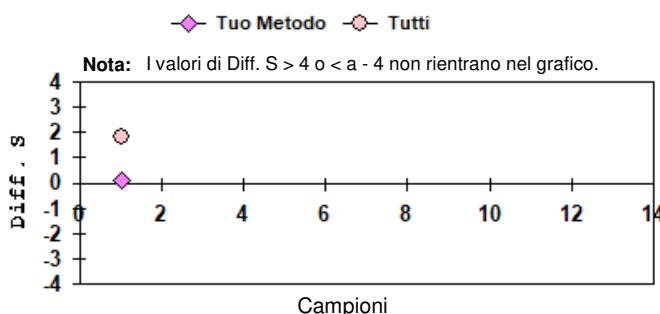 Tuo Metodo Tutti
Nota: I valori di Diff. S > 4 o < a - 4 non rientrano nel grafico.
4
3
2
1
0
-1
-2
-3
-4
0 2 4 6 8 10 12 14
Diff. S
Campioni